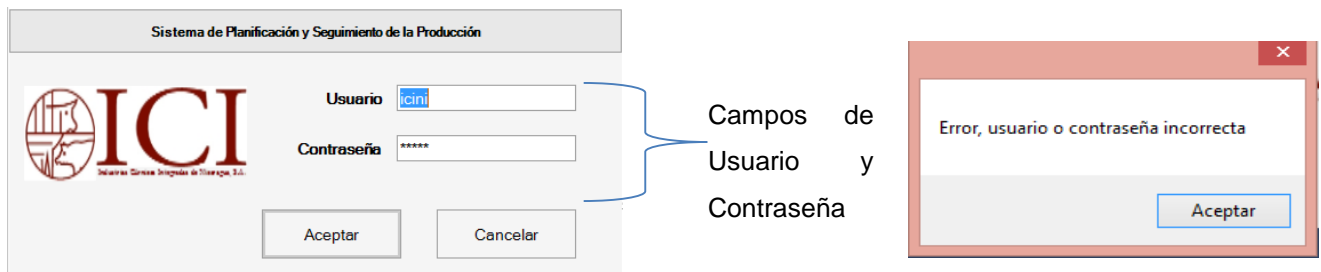 Sistema de Planificación y Seguimiento de la Producción
ICI
Usuario icini
Contraseña *****
Aceptar Cancelar
Campos de
Usuario y
Contraseña
Error, usuario o contraseña incorrecta
Aceptar